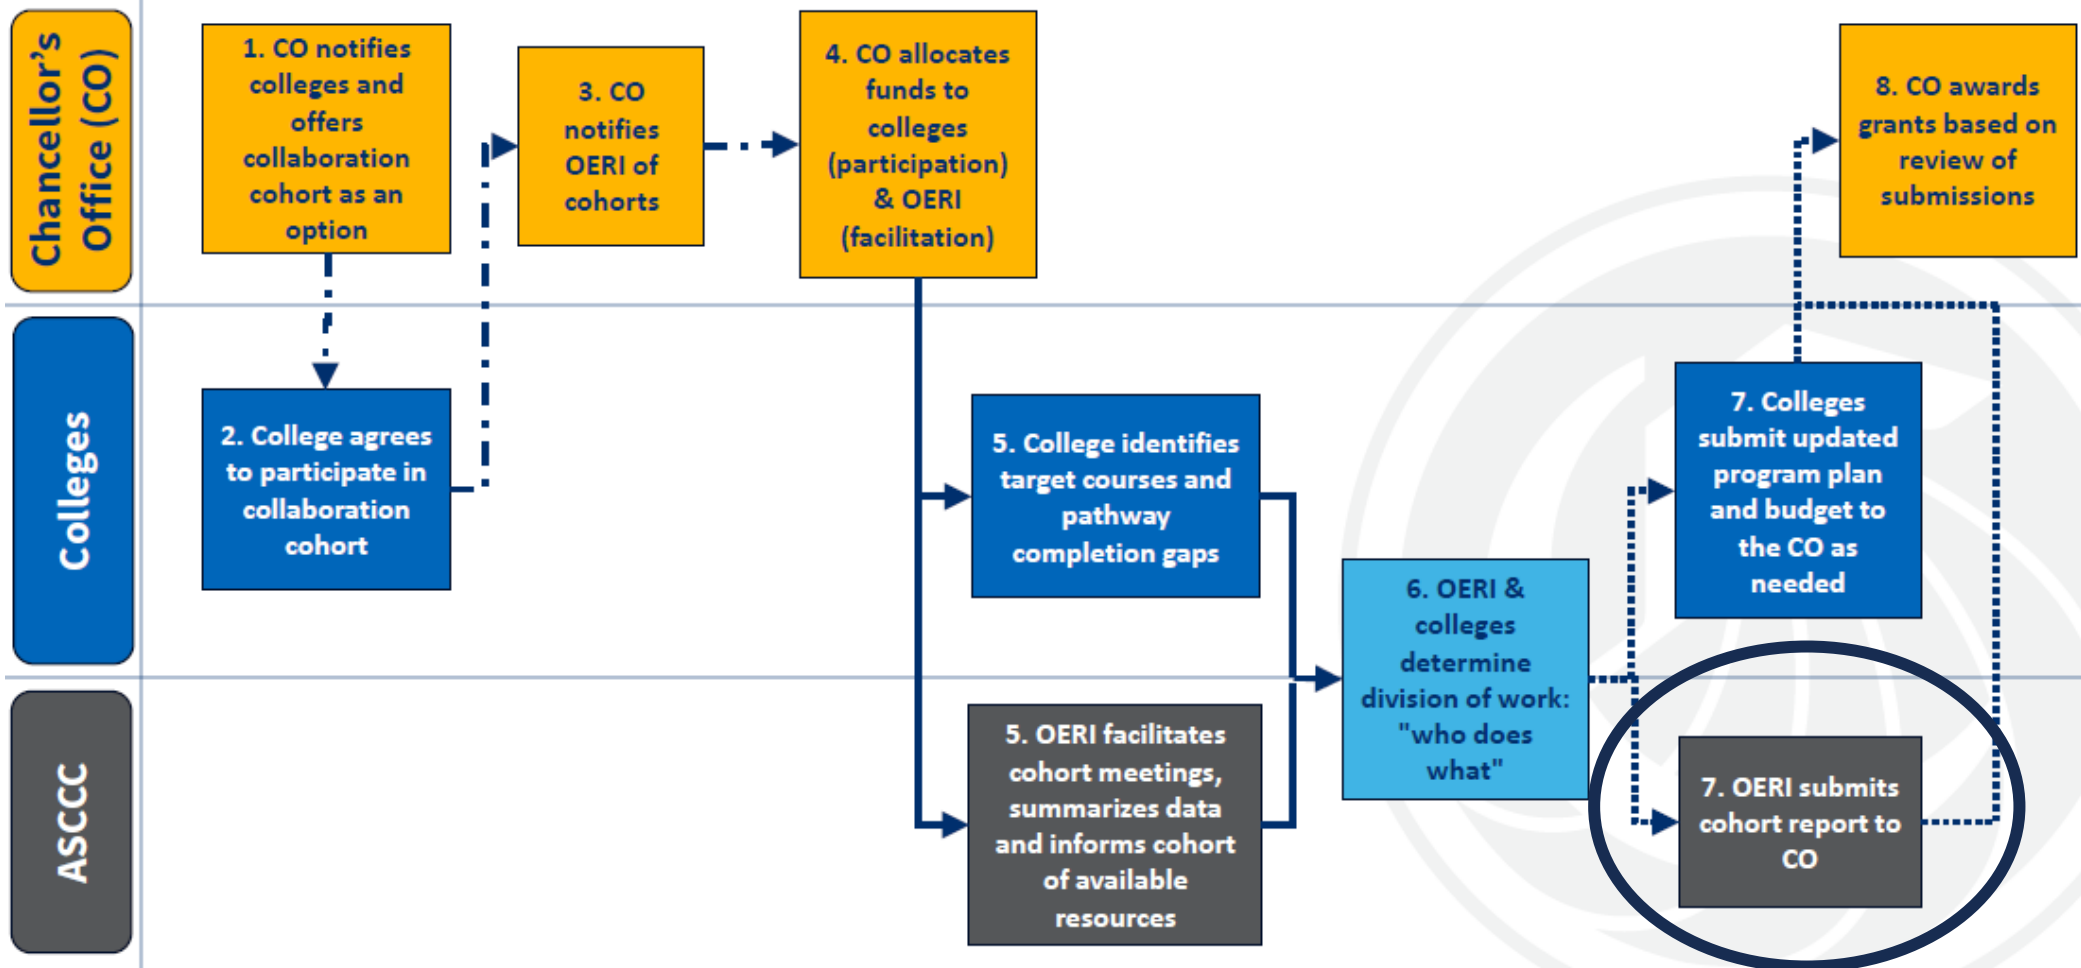 Chancellor's
Office (CO)
1. CO notifies
colleges and
offers
collaboration
cohort as an
option
3. CO
notifies
OERI of
cohorts
4. CO allocates
funds to
colleges
(participation)
& OERI
(facilitation)
8. CO awards
grants based on
review of
submissions
Colleges
2. College agrees
to participate in
collaboration
cohort
5. College identifies
target courses and
pathway
completion gaps
6. OERI &
colleges
determine
division of work:
"who does
what"
7. Colleges
submit updated
program plan
and budget to
the CO as
needed
ASCCC
5. OERI facilitates
cohort meetings,
summarizes data
and informs cohort
of available
resources
7. OERI submits
cohort report to
CO